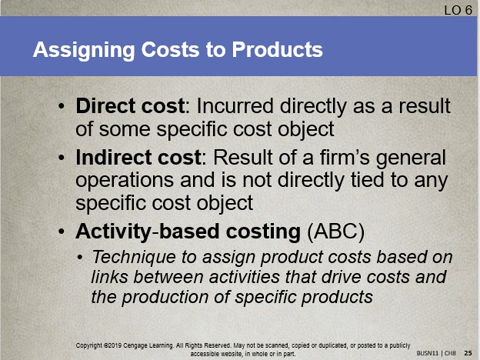 LO 6
Assigning Costs to Products
• Direct cost: Incurred directly as a result
of some specific cost object
• Indirect cost: Result of a firm's general
operations and is not directly tied to any
specific cost object
• Activity-based costing (ABC)
• Technique to assign product costs based on
links between activities that drive costs and
the production of specific products
Copyright ©2019 Cengage Learning. All Rights Reserved. May not be scanned, copied or duplicated, or posted to a publicly
accessible website, in whole or in part.
BUSN11 | CH8 25